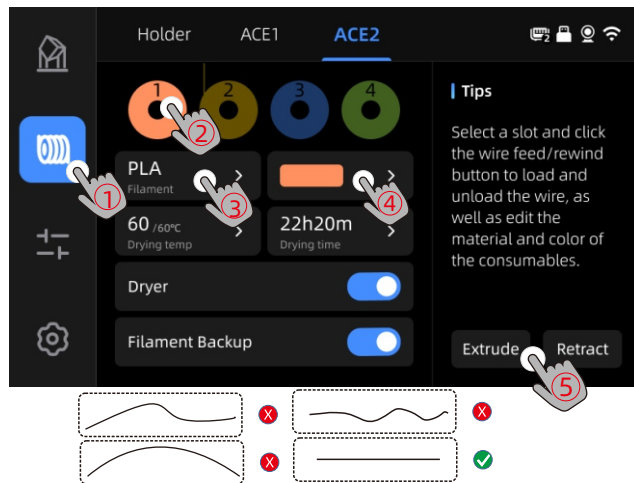 Holder ACE1 ACE2
2
1 2 3 4
②
PLA
Filament
①
③
④
60 /60℃
Drying temp
22h20m
Drying time
Dryer
Filament Backup
Tips
Select a slot and click
the wire feed/rewind
button to load and
unload the wire, as
well as edit the
material and color of
the consumables.
Extrude Retract
⑤